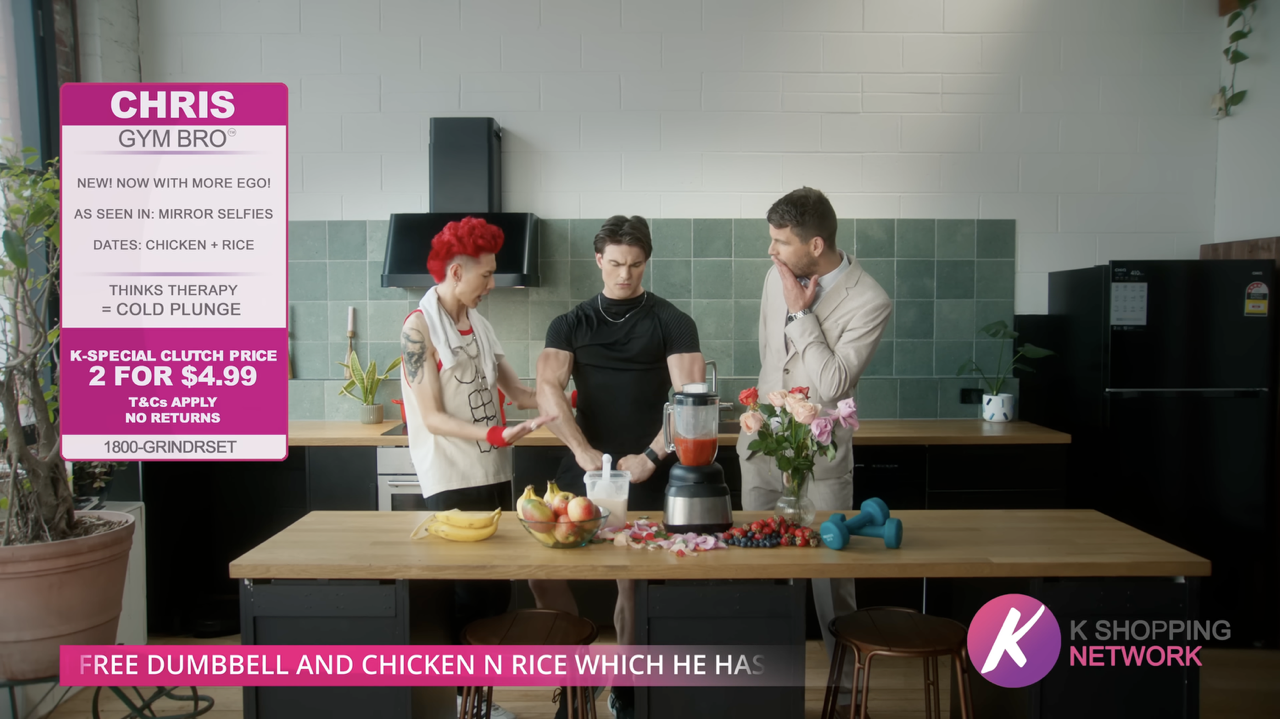 CHRIS
GYM BRO
NEW! NOW WITH MORE EGO!
AS SEEN IN: MIRROR SELFIES
DATES: CHICKEN + RICE
THINKS THERAPY
= COLD PLUNGE
K-SPECIAL CLUTCH PRICE
2 FOR $4.99
T&Cs APPLY
NO RETURNS
1800-GRINDRSET
FREE DUMBBELL AND CHICKEN N RICE WHICH HE HAS
K SHOPPING
NETWORK